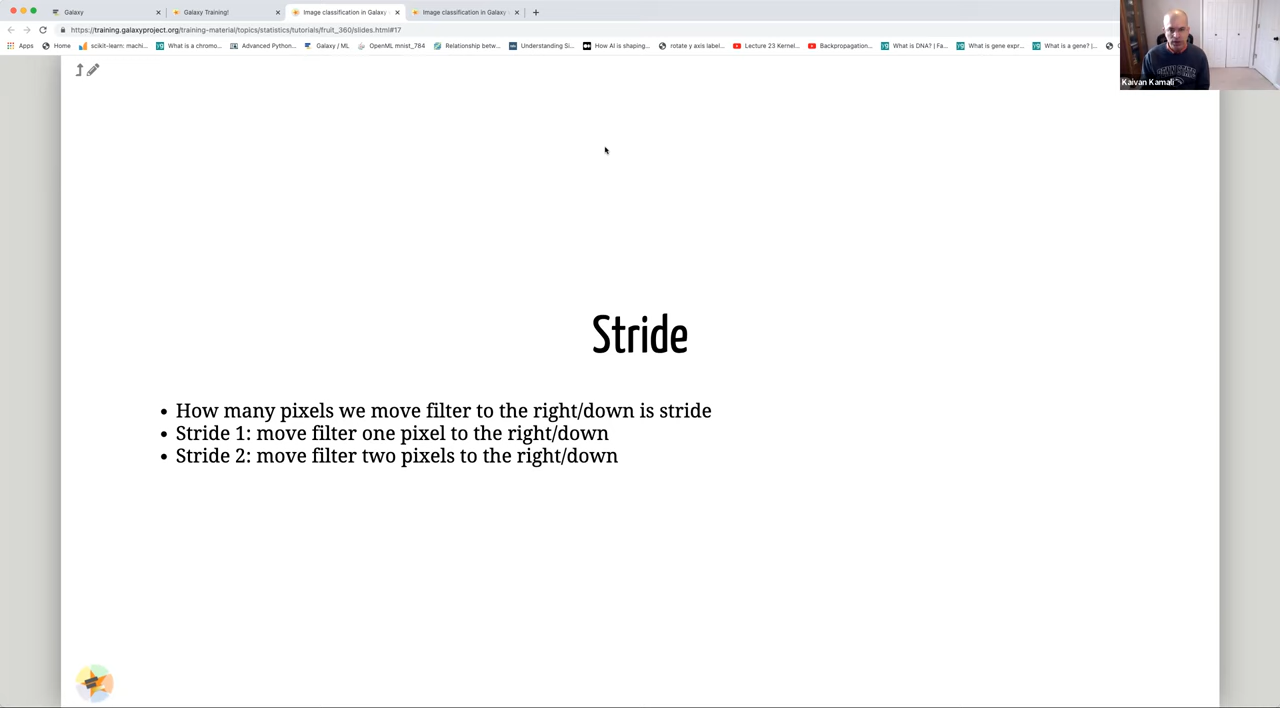 Galaxy
Galaxy Training!
Image classification in Galaxy
Image classification in Galaxy
https://training.galaxyproject.org/training-material/topics/statistics/tutorials/fruit_360/slides.html#17
Apps
Home
scikit-learn: machi...
What is a chromo...
Advanced Python...
Galaxy / ML
OpenML mnist_784
Relationship betw...
Understanding Si...
How AI is shaping...
rotate y axis label...
Lecture 23 Kernel...
Backpropagation...
What is DNA? | Fa...
What is gene expr...
What is a gene? |...
Kaivan Kamali
Stride
• How many pixels we move filter to the right/down is stride
• Stride 1: move filter one pixel to the right/down
• Stride 2: move filter two pixels to the right/down